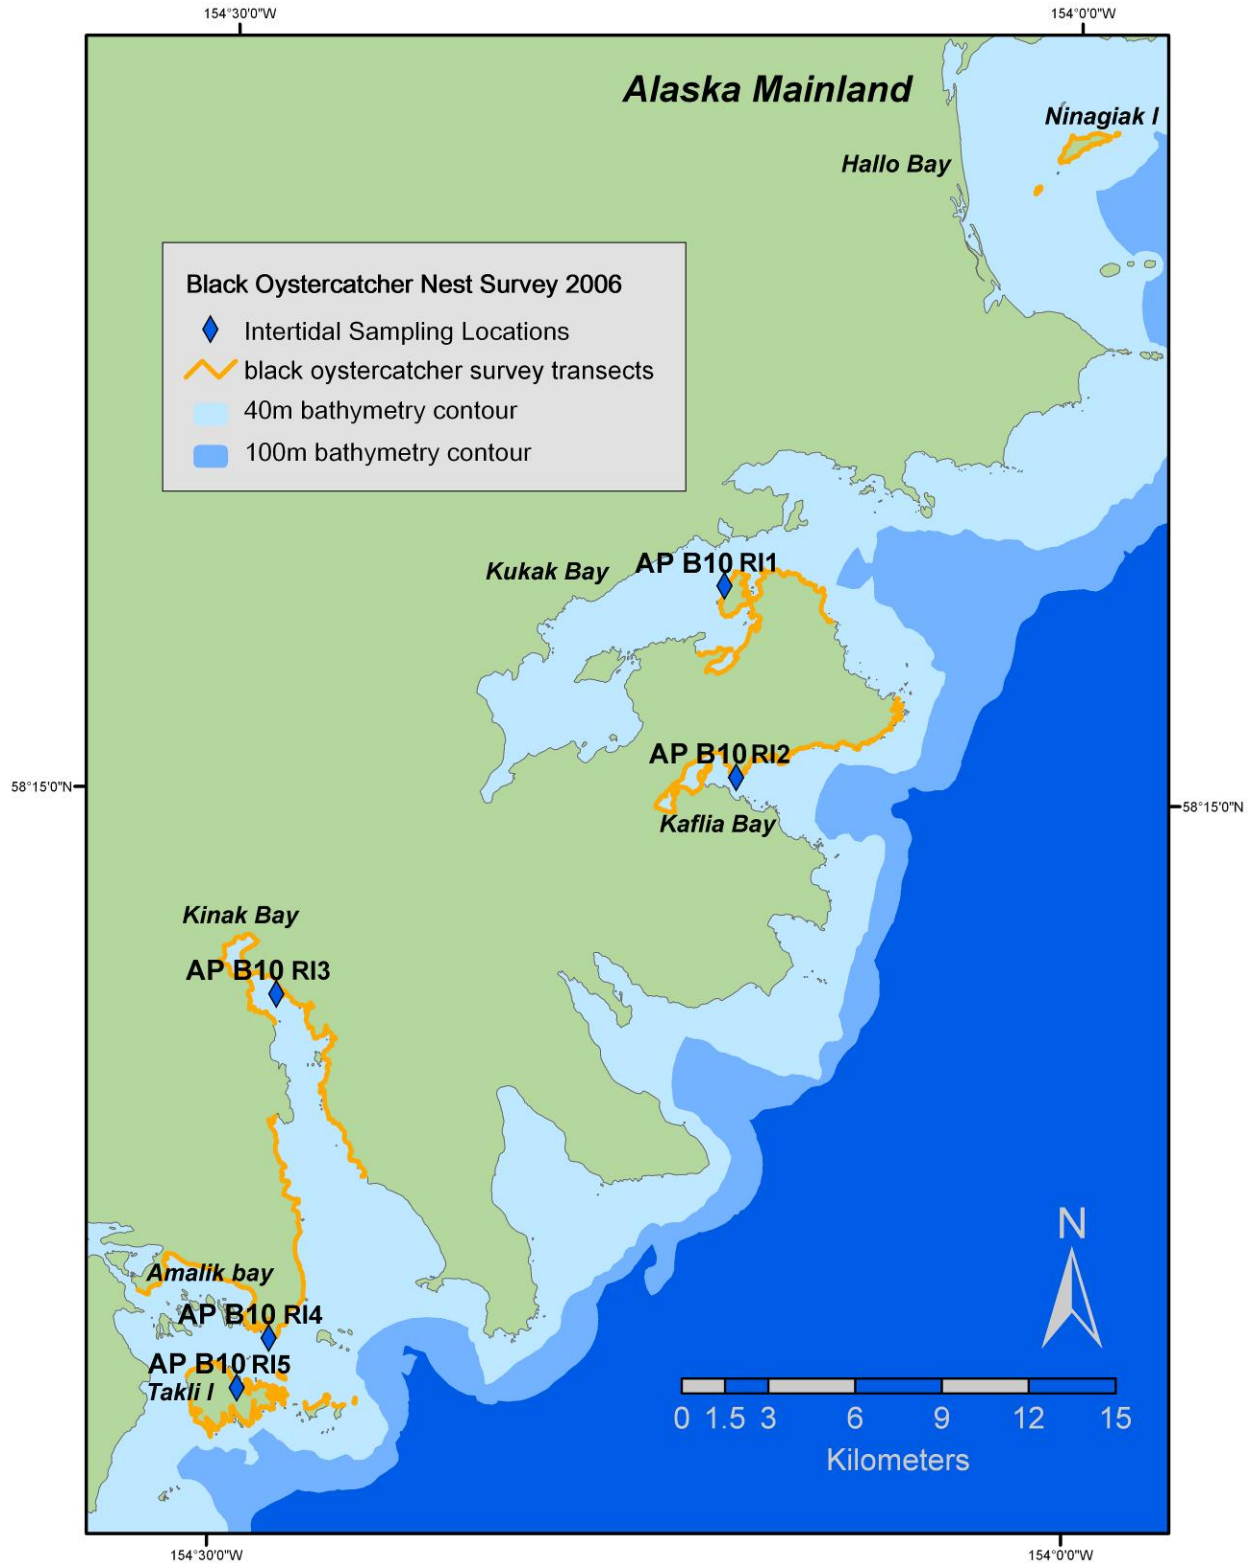 154°30'0"W
154°0'0"W
Alaska Mainland
Ninagiak I
Hallo Bay
Black Oystercatcher Nest Survey 2006
Intertidal Sampling Locations
black oystercatcher survey transects
40m bathymetry contour
100m bathymetry contour
Kukak Bay
AP B10 RI1
AP B10 RI2
58°15'0"N
58°15'0"N
Kaflia Bay
Kinak Bay
AP B10 RI3
N
Amalik bay
AP B10 RI4
AP B10 RI5
Takli I
0 1.5 3 6 9 12 15
Kilometers
154°30'0"W
154°0'0"W